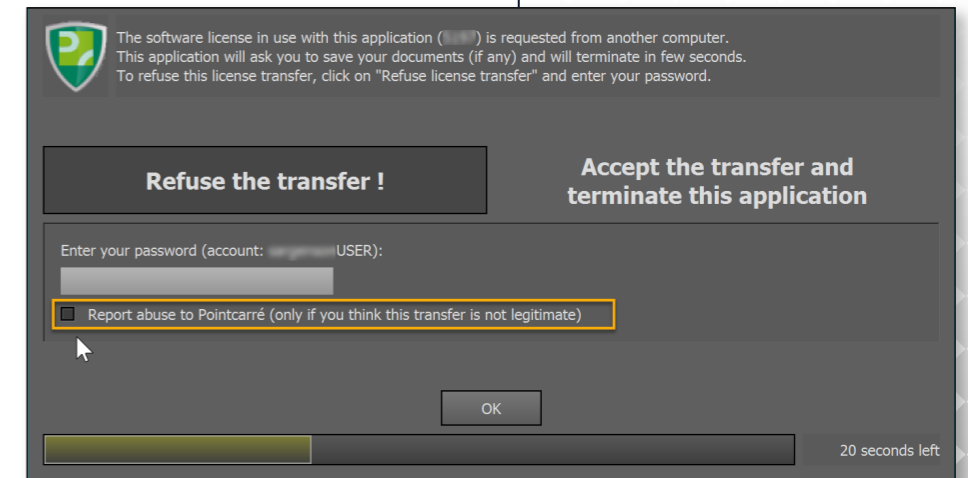 The software license in use with this application ( ) is requested from another computer.
This application will ask you to save your documents (if any) and will terminate in few seconds.
To refuse this license transfer, click on "Refuse license transfer" and enter your password.
Refuse the transfer !
Accept the transfer and
terminate this application
Enter your password (account: USER):
Report abuse to Pointcarré (only if you think this transfer is not legitimate)
OK
20 seconds left